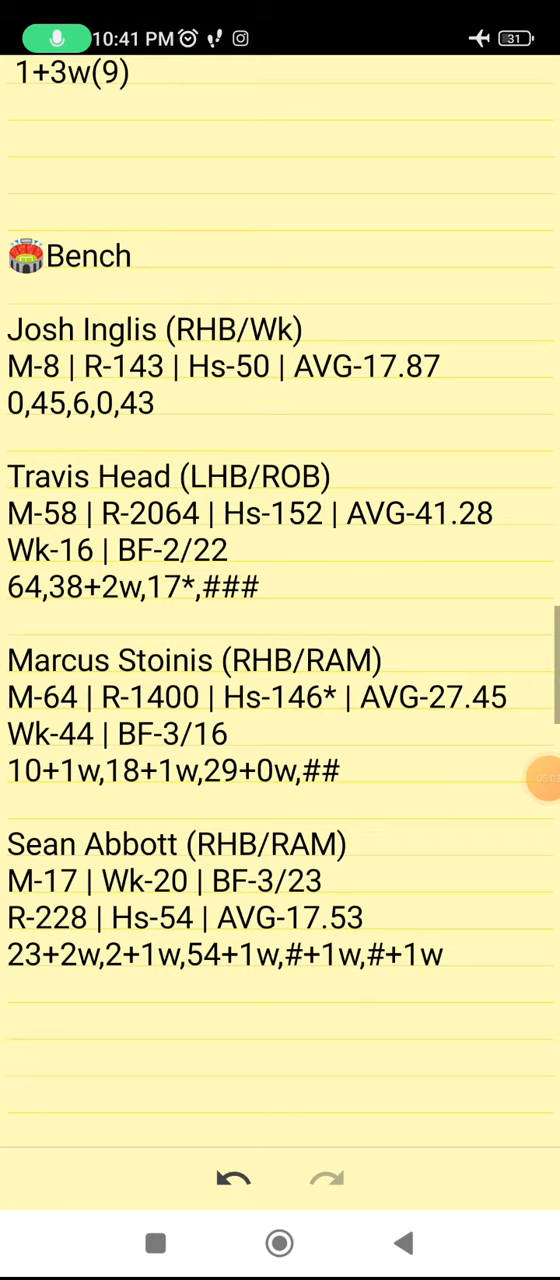 10:41 PM 31
1+3w(9)
🏟️Bench
Josh Inglis (RHB/Wk)
M-8 | R-143 | Hs-50 | AVG-17.87
0,45,6,0,43
Travis Head (LHB/ROB)
M-58 | R-2064 | Hs-152 | AVG-41.28
Wk-16 | BF-2/22
64,38+2w,17*,###
Marcus Stoinis (RHB/RAM)
M-64 | R-1400 | Hs-146* | AVG-27.45
Wk-44 | BF-3/16
10+1w,18+1w,29+0w,##
Sean Abbott (RHB/RAM)
M-17 | Wk-20 | BF-3/23
R-228 | Hs-54 | AVG-17.53
23+2w,2+1w,54+1w,#+1w,#+1w